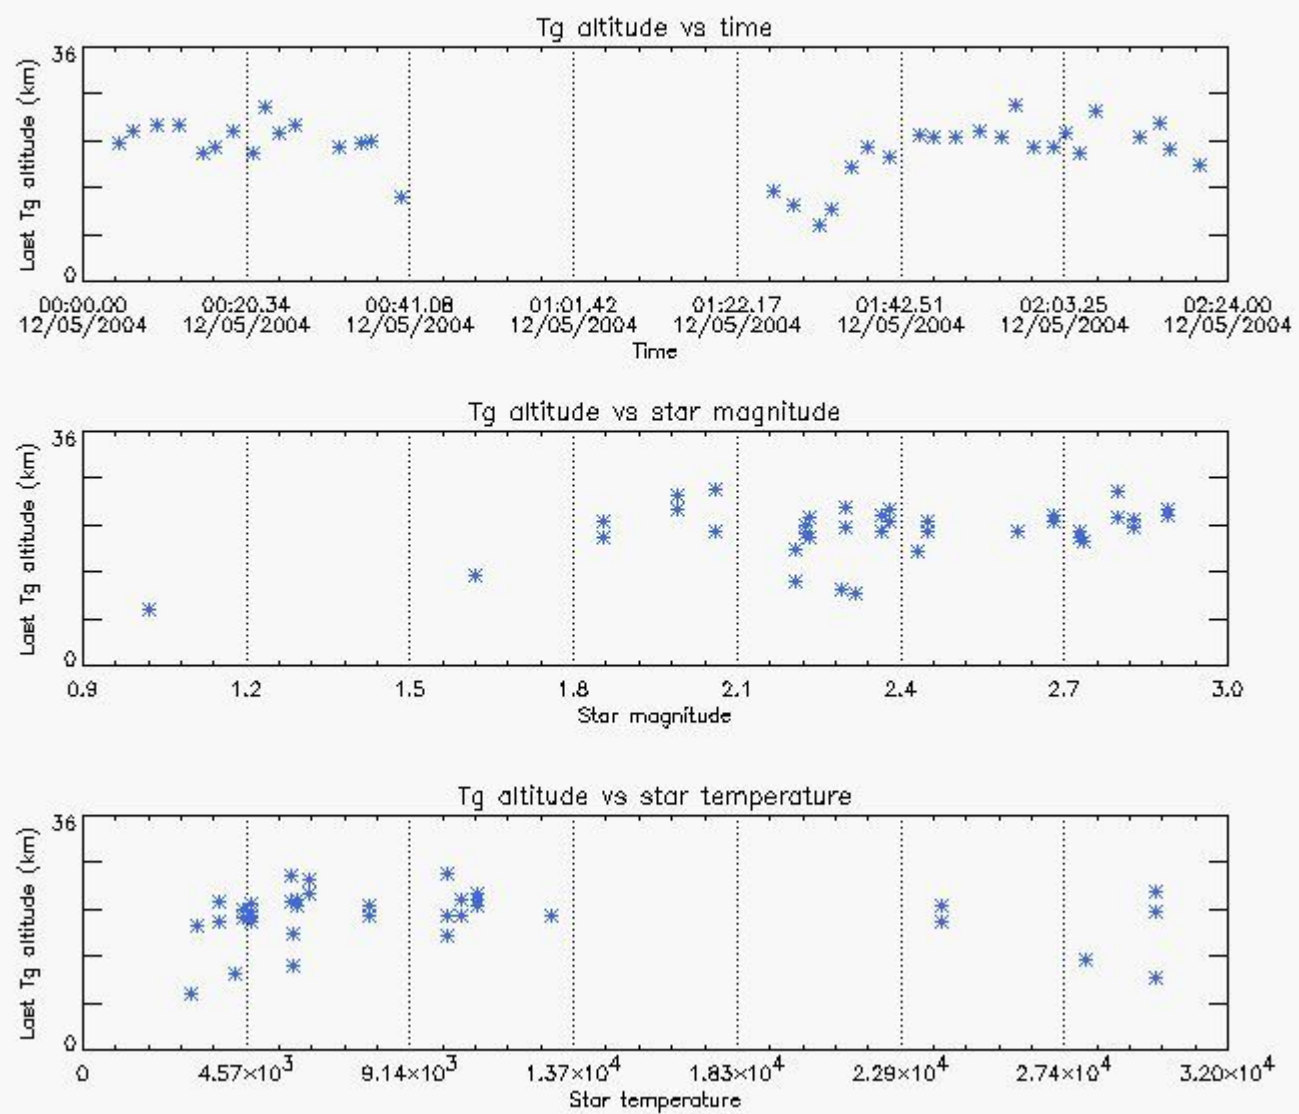 Tg altitude vs time
36
Last Tg altitude (km)
0
00:00.00 00:20.34 00:41.08 01:01.42 01:22.17 01:42.51 02:03.25 02:24.00
12/05/2004 12/05/2004 12/05/2004 12/05/2004 12/05/2004 12/05/2004 12/05/2004 12/05/2004
Time
Tg altitude vs star magnitude
36
Last Tg altitude (km)
0
0.9 1.2 1.5 1.8 2.1 2.4 2.7 3.0
Star magnitude
Tg altitude vs star temperature
36
Last Tg altitude (km)
0
0 4.57×10³ 9.14×10³ 1.37×10⁴ 1.83×10⁴ 2.29×10⁴ 2.74×10⁴ 3.20×10⁴
Star temperature